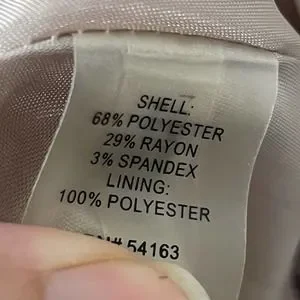 SHELL:
68% POLYESTER
29% RAYON
3% SPANDEX
LINING:
100% POLYESTER
54163